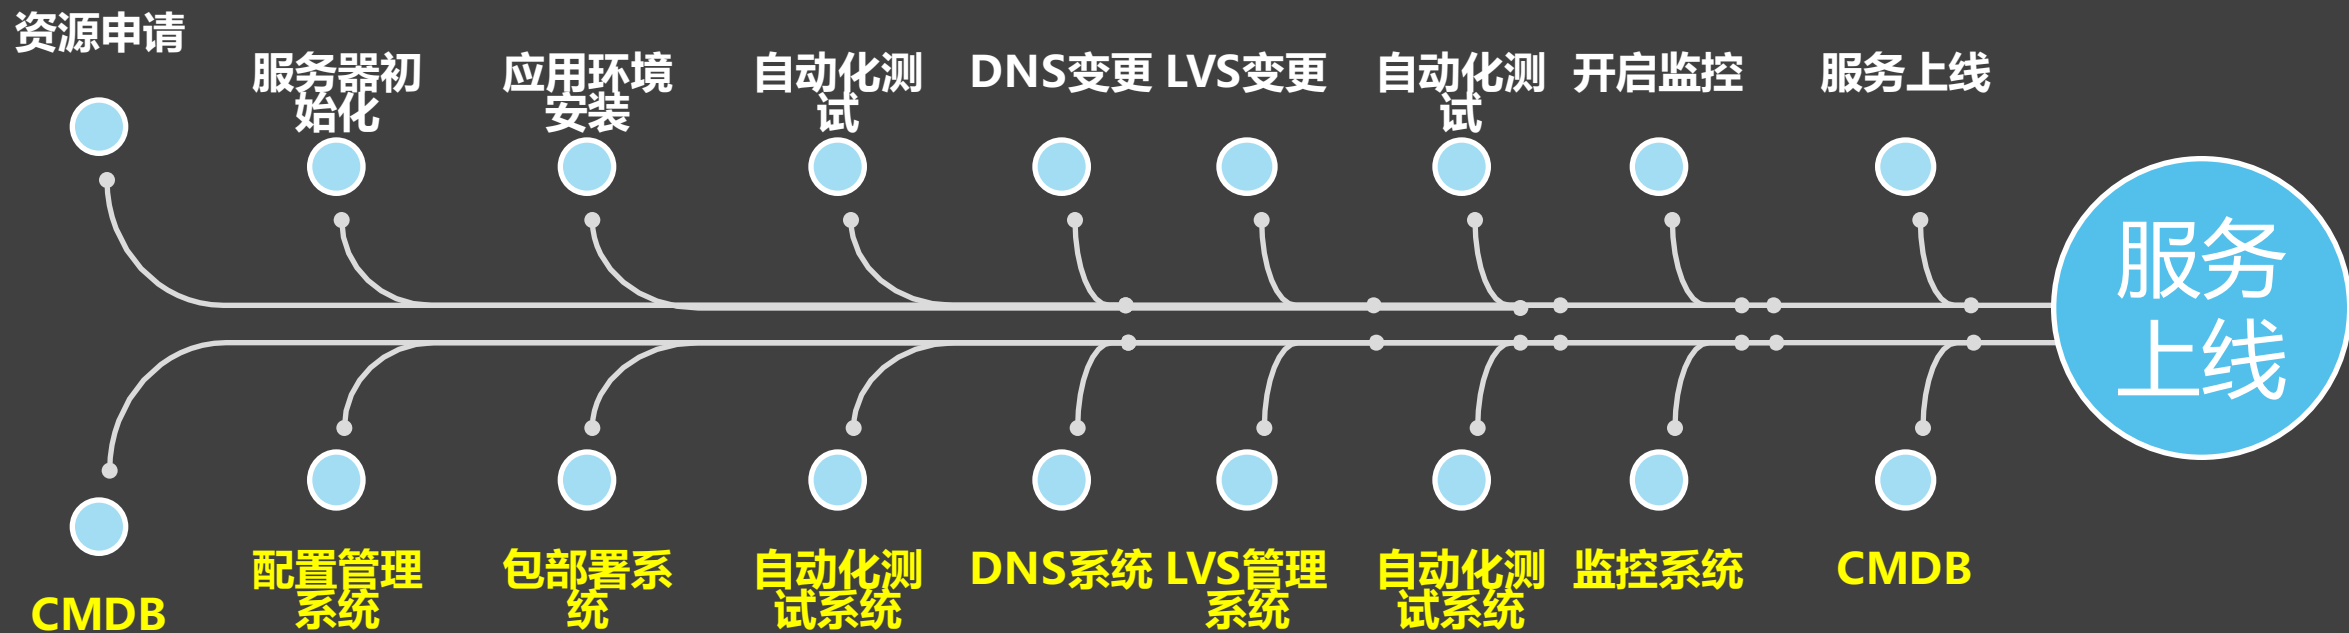 资源申请
服务器初
始化
应用环境
安装
自动化测
试
DNS变更
LVS变更
自动化测
试
开启监控
服务上线
服务
上线
CMDB
配置管理
系统
包部署系
统
自动化测
试系统
DNS系统
LVS管理
系统
自动化测
试系统
监控系统
CMDB